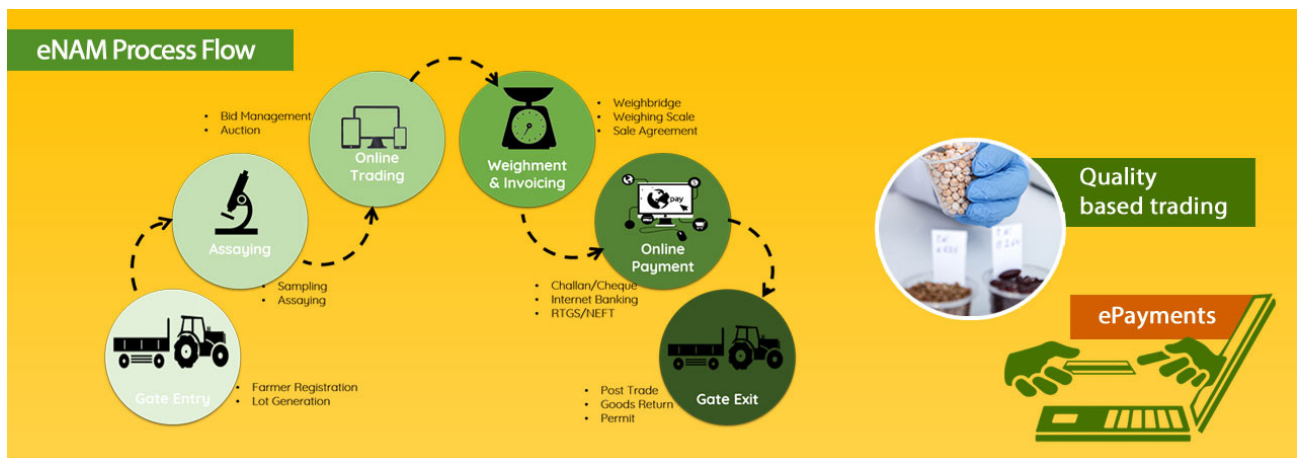 eNAM Process Flow
Gate Entry
• Farmer Registration
• Lot Generation
Assaying
• Sampling
• Assaying
• Bid Management
• Auction
Online
Trading
Weighment
& Invoicing
• Weighbridge
• Weighing Scale
• Sale Agreement
pay
Online
Payment
• Challan/Cheque
• Internet Banking
• RTGS/NEFT
Gate Exit
• Post Trade
• Goods Return
• Permit
Quality
based trading
ePayments